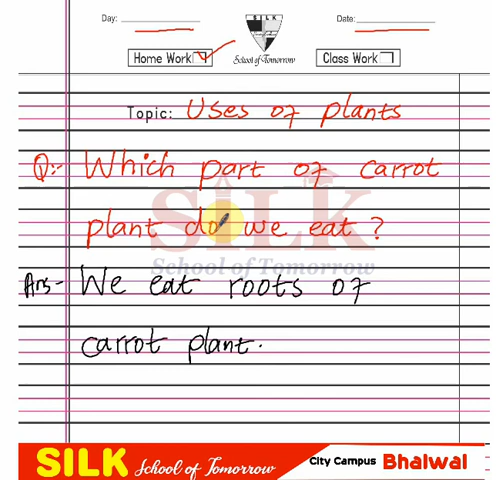 Day: Date:
SILK
Home Work School of Tomorrow Class Work
Topic: Uses of plants
Q:- Which part of carrot
plant do we eat?
SILK
School of Tomorrow
Ans- We eat roots of
carrot plant.
SILK School of Tomorrow City Campus Bhalwal